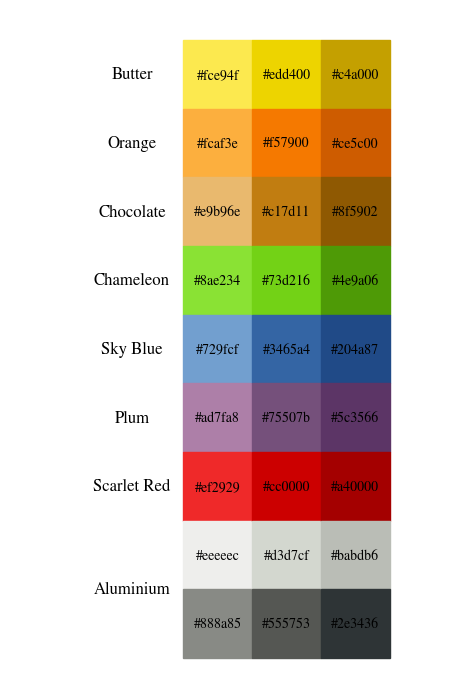 Butter #fce94f #edd400 #c4a000
Orange #fcaf3e #f57900 #ce5c00
Chocolate #e9b96e #c17d11 #8f5902
Chameleon #8ae234 #73d216 #4e9a06
Sky Blue #729fcf #3465a4 #204a87
Plum #ad7fa8 #75507b #5c3566
Scarlet Red #ef2929 #cc0000 #a40000
#eeeeec #d3d7cf #babdb6
Aluminium
#888a85 #555753 #2e3436